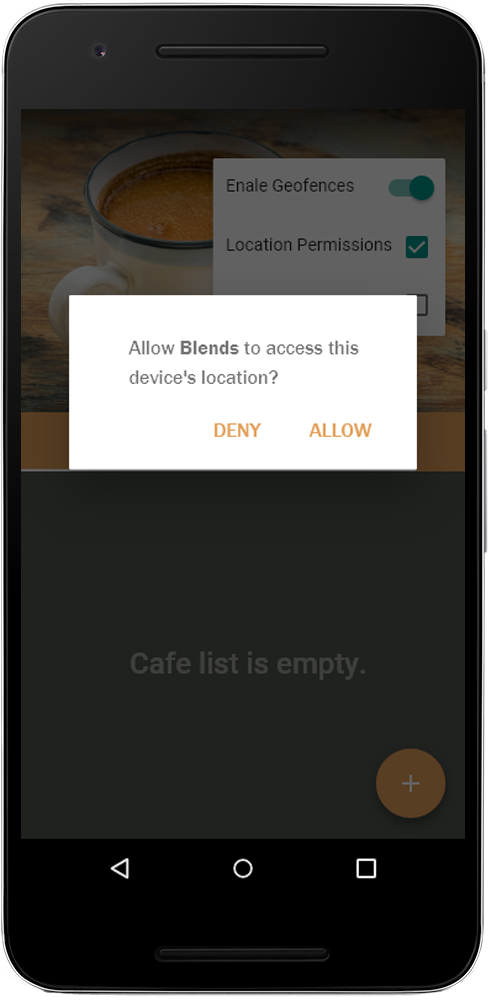 Enale Geofences
Location Permissions
Allow Blends to access this
device's location?
DENY ALLOW
Cafe list is empty.
+